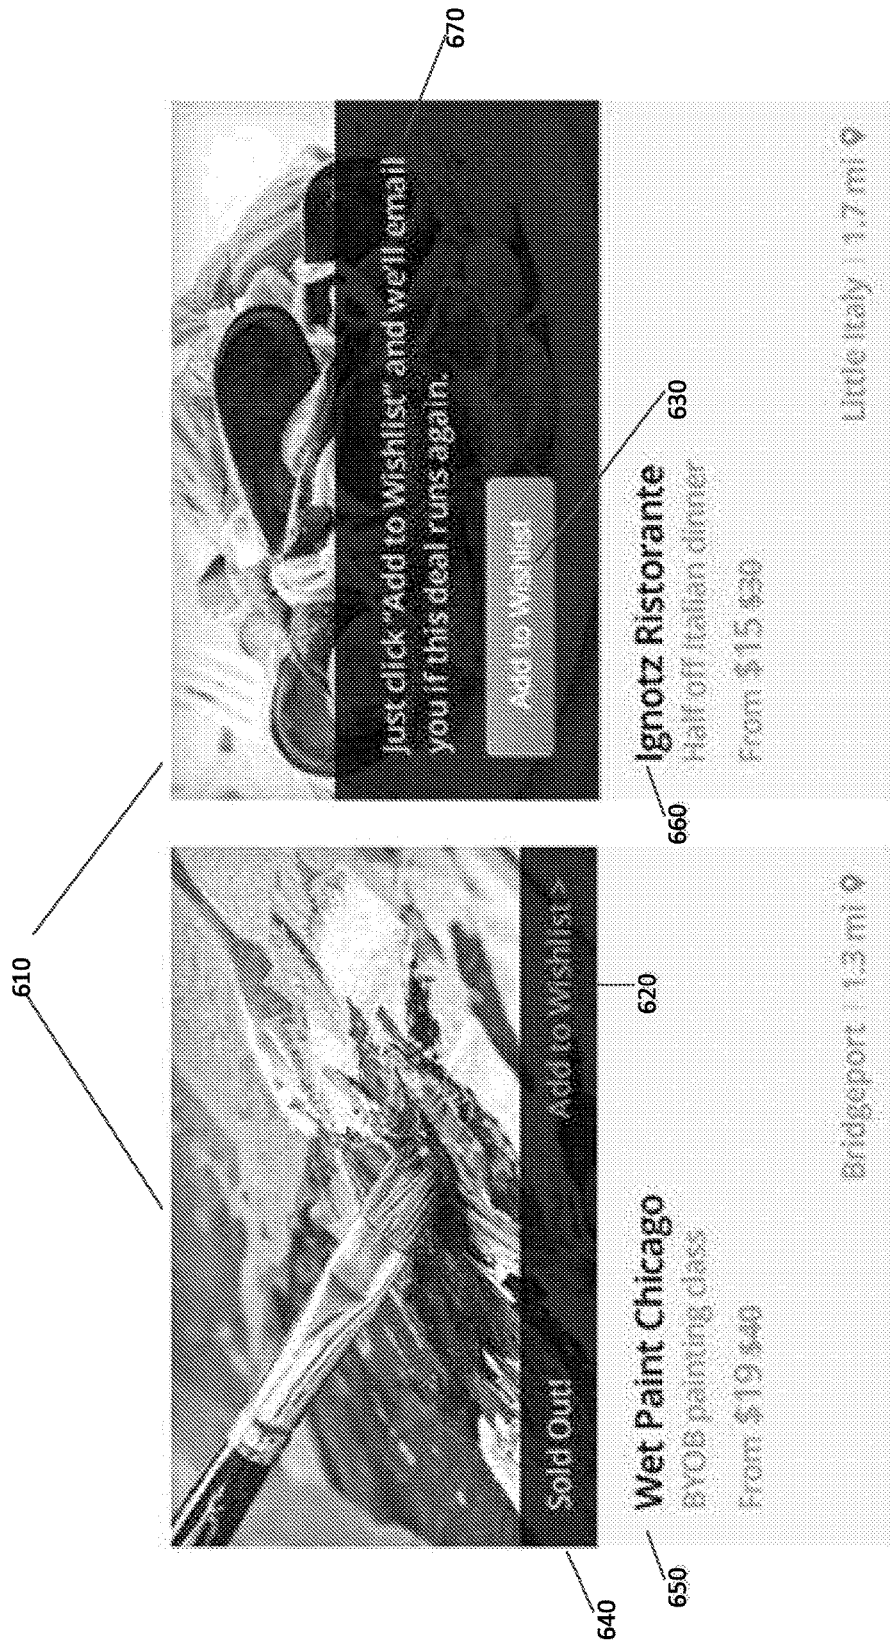 610
Sold Out!
Add to Wishlist >
640
620
650
Wet Paint Chicago
BYOB painting class
From $19 $40
Bridgeport | 1.3 mi
670
Just click "Add to Wishlist" and we'll email
you if this deal runs again.
Add to Wishlist
630
660
Ignotz Ristorante
Half off Italian dinner
From $15 $30
Little Italy | 1.7 mi